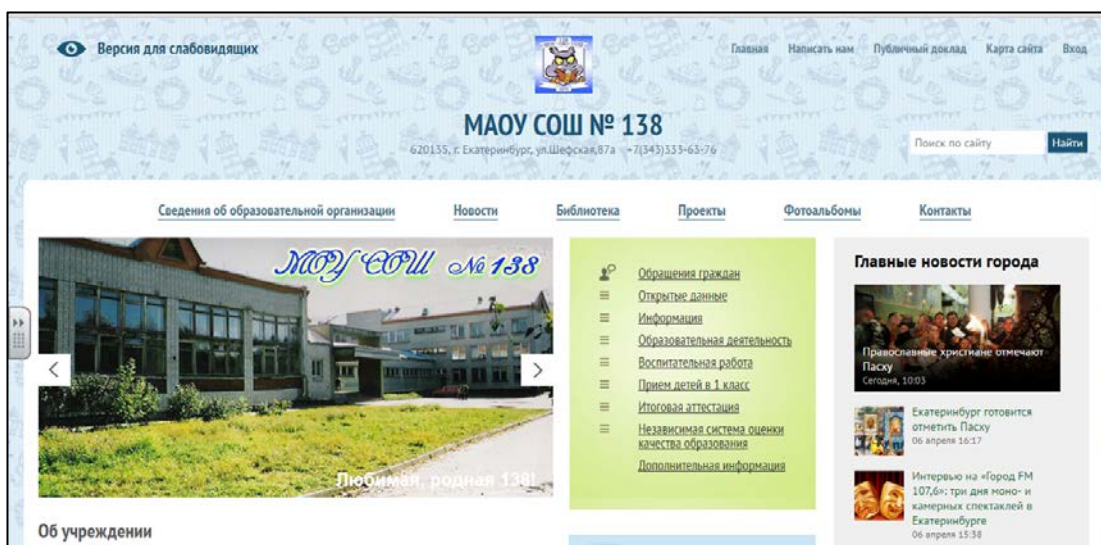 Версия для слабовидящих
Главная Написать нам Публичный доклад Карта сайта Вход
МАОУ СОШ № 138
620135, г. Екатеринбург, ул.Шефская,87а +7(343)333-63-76
Поиск по сайту Найти
Сведения об образовательной организации Новости Библиотека Проекты Фотоальбомы Контакты
МОУ СОШ №138
Любимая, родная 138!
Обращения граждан
Открытые данные
Информация
Образовательная деятельность
Воспитательная работа
Прием детей в 1 класс
Итоговая аттестация
Независимая система оценки
качества образования
Дополнительная информация
Главные новости города
Православные христиане отмечают
Пасху
Сегодня, 10:03
Екатеринбург готовится
отметить Пасху
06 апреля 16:17
Интервью на «Город FM
107,6»: три дня моно- и
камерных спектаклей в
Екатеринбурге
06 апреля 15:38
Об учреждении